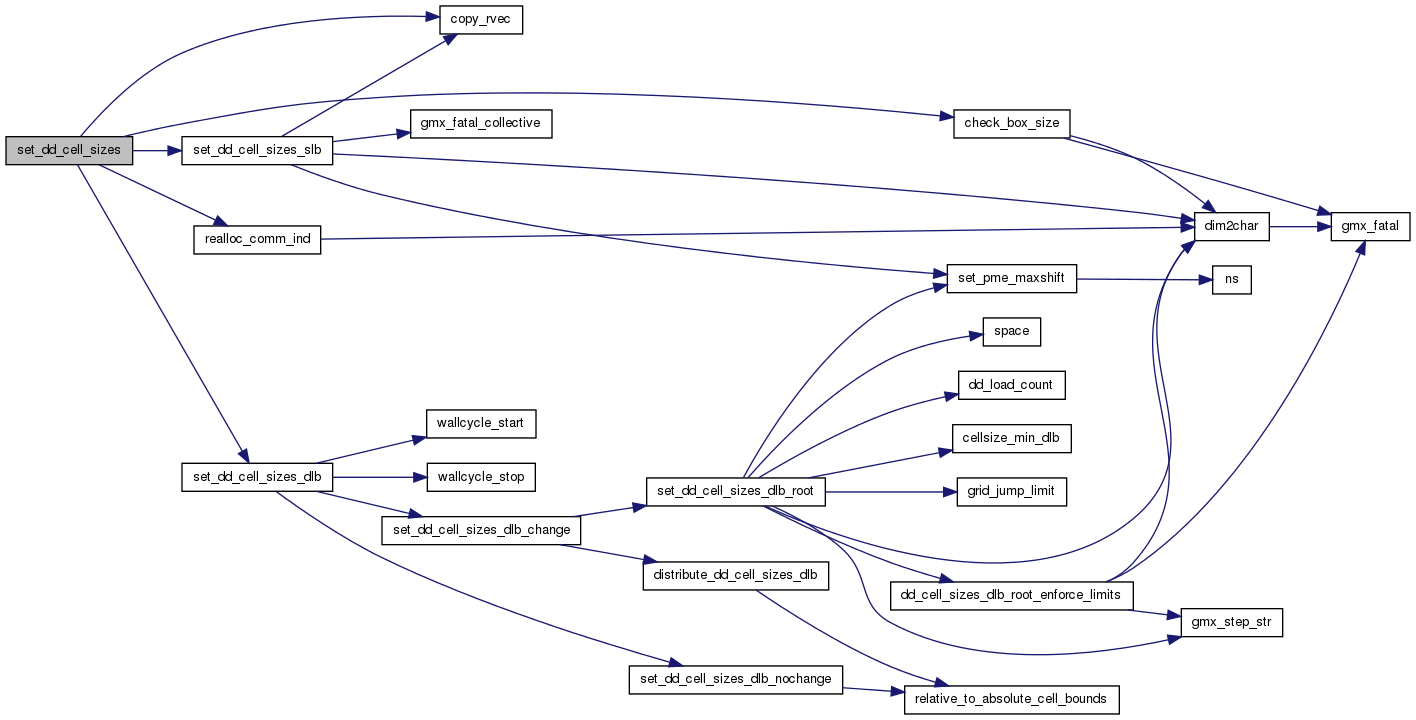 copy_rvec
gmx_fatal_collective
check_box_size
set_dd_cell_sizes
set_dd_cell_sizes_slb
realloc_comm_ind
dim2char
gmx_fatal
set_pme_maxshift
ns
space
dd_load_count
wallcycle_start
cellsize_min_dlb
set_dd_cell_sizes_dlb
wallcycle_stop
set_dd_cell_sizes_dlb_root
grid_jump_limit
set_dd_cell_sizes_dlb_change
distribute_dd_cell_sizes_dlb
dd_cell_sizes_dlb_root_enforce_limits
gmx_step_str
set_dd_cell_sizes_dlb_nochange
relative_to_absolute_cell_bounds